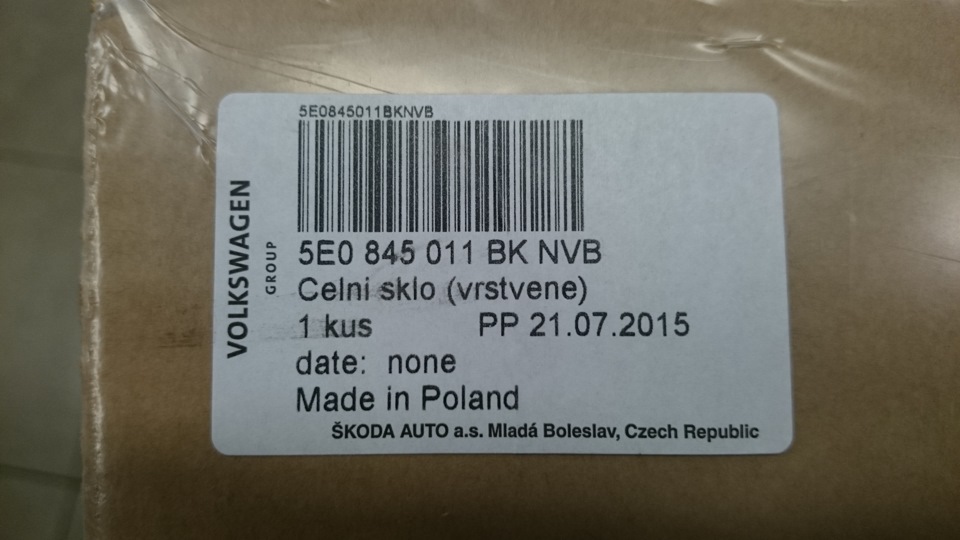 5E0845011BKNVB
VOLKSWAGEN
GROUP
5E0 845 011 BK NVB
Celni sklo (vrstvene)
1 kus PP 21.07.2015
date: none
Made in Poland
ŠKODA AUTO a.s. Mladá Boleslav, Czech Republic